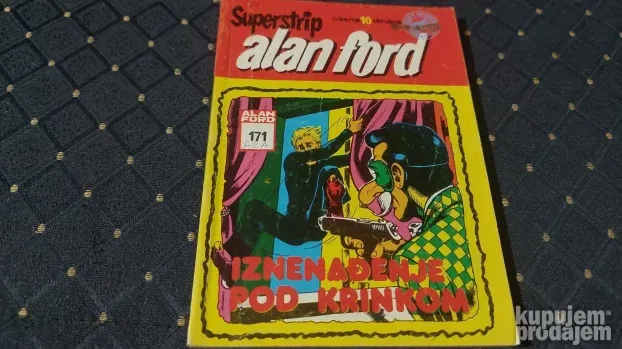 Superstrip
cijena 10 dinara
alan ford
ALAN
FORD
171
IZNENAĐENJE
POD KRINKOM
kupujem
prodajem